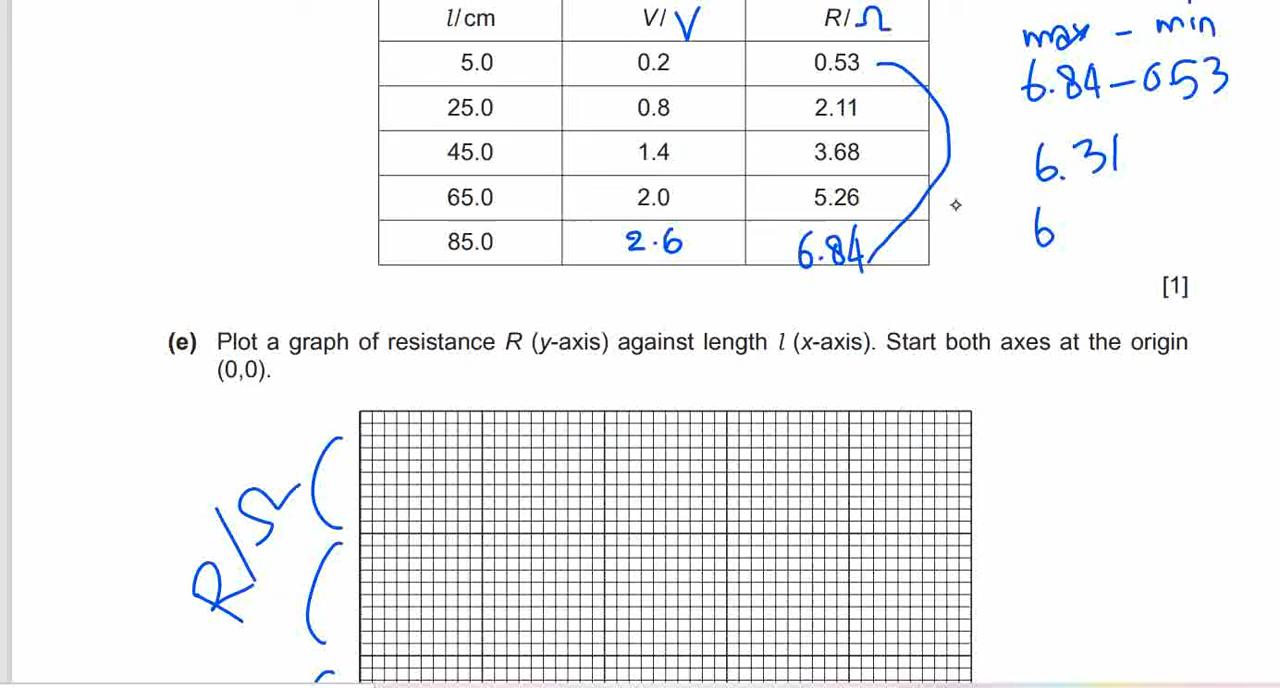 l/cm V/ V R/ Ω
5.0 0.2 0.53
25.0 0.8 2.11
45.0 1.4 3.68
65.0 2.0 5.26
85.0 2.6 6.84
max - min
6.84-053
6.31
6
[1]
(e) Plot a graph of resistance R (y-axis) against length l (x-axis). Start both axes at the origin
(0,0).
R/Ω